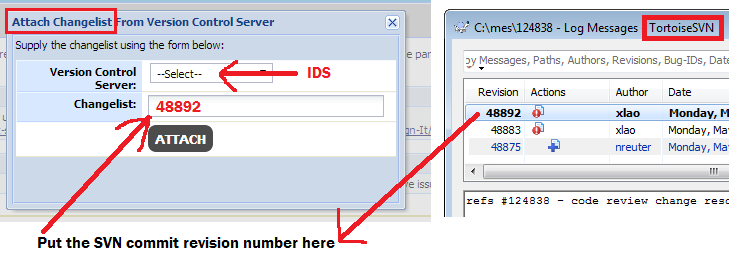 Attach Changelist From Version Control Server
Supply the changelist using the form below:
Version Control Server:
--Select--
IDS
Changelist:
48892
ATTACH
Put the SVN commit revision number here
C:\mes\124838 - Log Messages - TortoiseSVN
by Messages, Paths, Authors, Revisions, Bug-IDs, Date
Revision Actions Author Date
48892 xlao Monday, Ma
48883 xlao Monday, Ma
48875 nreuter Monday, Ma
refs #124838 - code review change reso